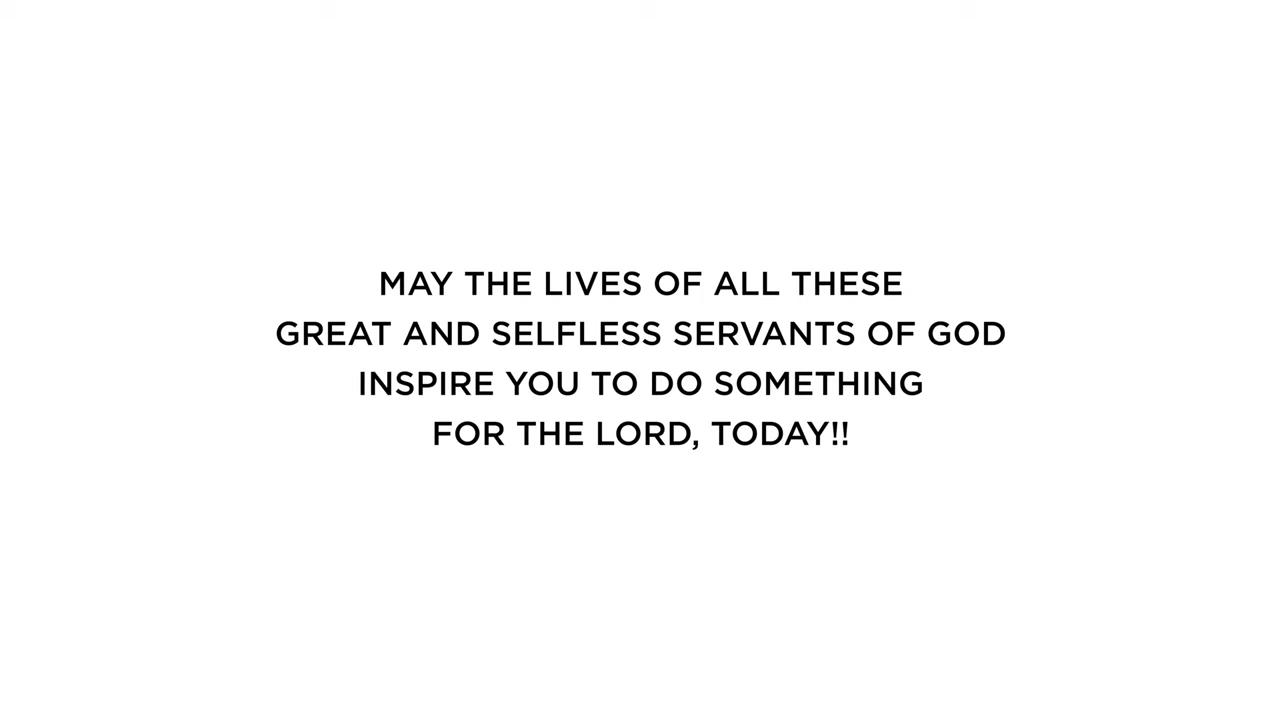 MAY THE LIVES OF ALL THESE
GREAT AND SELFLESS SERVANTS OF GOD
INSPIRE YOU TO DO SOMETHING
FOR THE LORD, TODAY!!